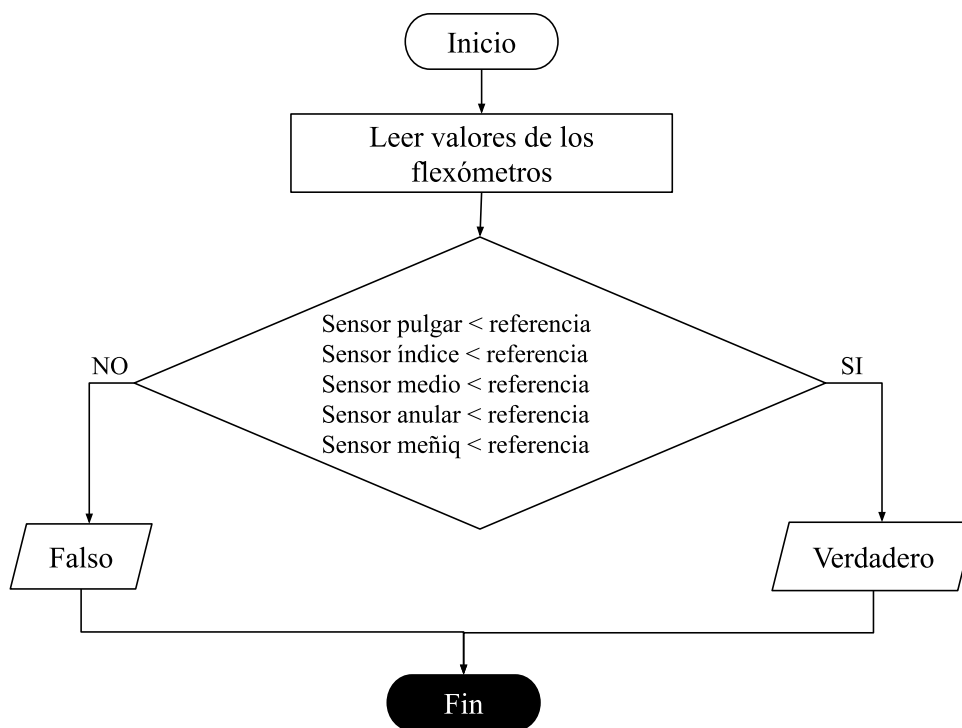 Inicio
Leer valores de los
flexómetros
Sensor pulgar < referencia
Sensor índice < referencia
Sensor medio < referencia
Sensor anular < referencia
Sensor meñiq < referencia
NO
SI
Falso
Verdadero
Fin